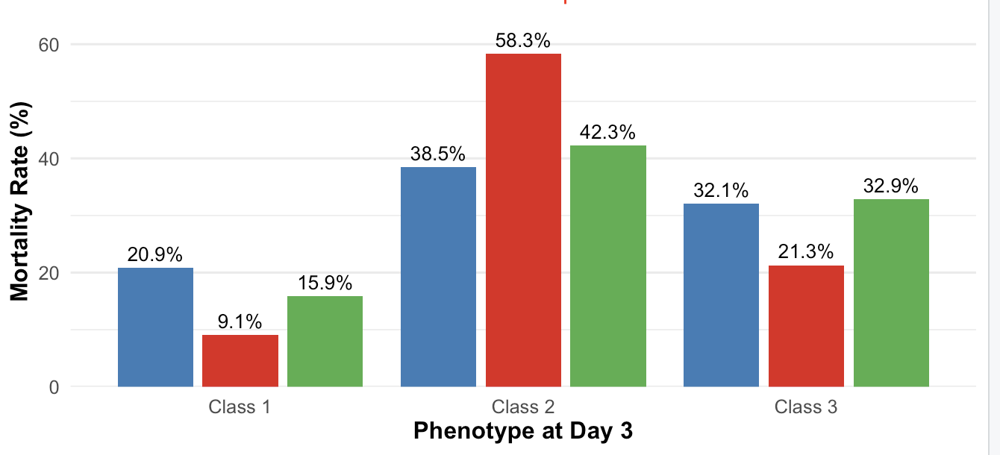 58.3%
60
42.3%
38.5%
40
32.1%
32.9%
20.9%
21.3%
20
15.9%
9.1%
0
Mortality Rate (%)
Class 1
Class 2
Class 3
Phenotype at Day 3